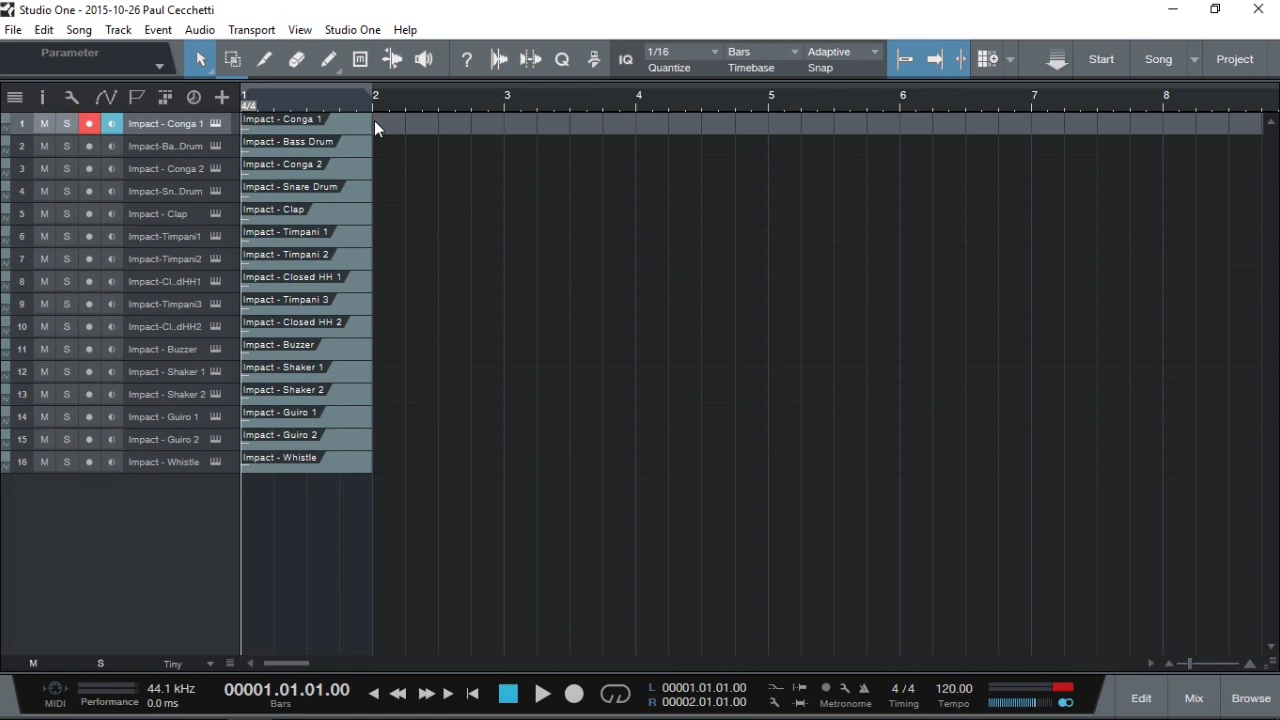 Studio One - 2015-10-26 Paul Cecchetti
File Edit Song Track Event Audio Transport View Studio One Help
Parameter
? Q IQ 1/16 Bars Adaptive Start Song Project
Quantize Timebase Snap
1 2 3 4 5 6 7 8
4/4
1 M S Impact - Conga 1 Impact - Conga 1
2 M S Impact-Ba..Drum Impact - Bass Drum
3 M S Impact - Conga 2 Impact - Conga 2
4 M S Impact-Sn..Drum Impact - Snare Drum
5 M S Impact - Clap Impact - Clap
6 M S Impact-Timpani1 Impact - Timpani 1
7 M S Impact-Timpani2 Impact - Timpani 2
8 M S Impact-Cl..dHH1 Impact - Closed HH 1
9 M S Impact-Timpani3 Impact - Timpani 3
10 M S Impact-Cl..dHH2 Impact - Closed HH 2
11 M S Impact - Buzzer Impact - Buzzer
12 M S Impact - Shaker 1 Impact - Shaker 1
13 M S Impact - Shaker 2 Impact - Shaker 2
14 M S Impact - Guiro 1 Impact - Guiro 1
15 M S Impact - Guiro 2 Impact - Guiro 2
16 M S Impact - Whistle Impact - Whistle
M S Tiny
44.1 kHz 00001.01.01.00 L 00001.01.01.00 4 / 4 120.00
MIDI Performance 0.0 ms Bars R 00002.01.01.00 Metronome Timing Tempo Edit Mix Browse